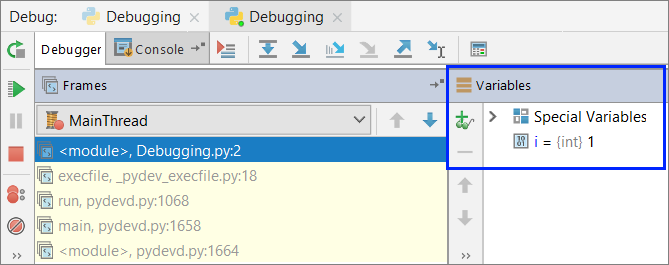 Debug: Debugging Debugging
Debugger Console
Frames Variables
MainThread
Special Variables
<module>, Debugging.py:2
i = {int} 1
execfile, _pydev_execfile.py:18
run, pydevd.py:1068
main, pydevd.py:1658
<module>, pydevd.py:1664